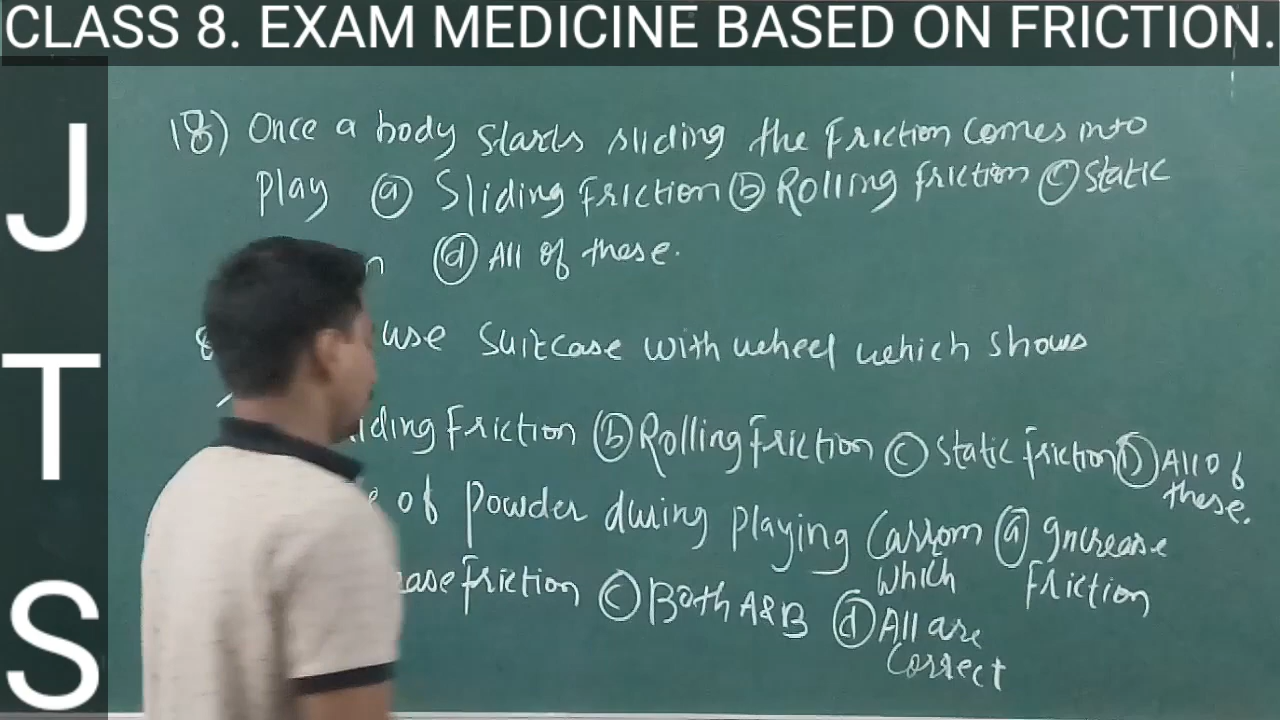 CLASS 8. EXAM MEDICINE BASED ON FRICTION.
J
T
S
18) Once a body starts sliding the friction comes into
Play (a) Sliding friction (b) Rolling friction (c) Static
(d) All of these.
use suitcase with wheel which shows
friction (b) Rolling friction (c) static friction (D) All of
these.
of powder during playing Carrom (a) Increase
which friction
friction (c) Both A&B (d) All are
Correct